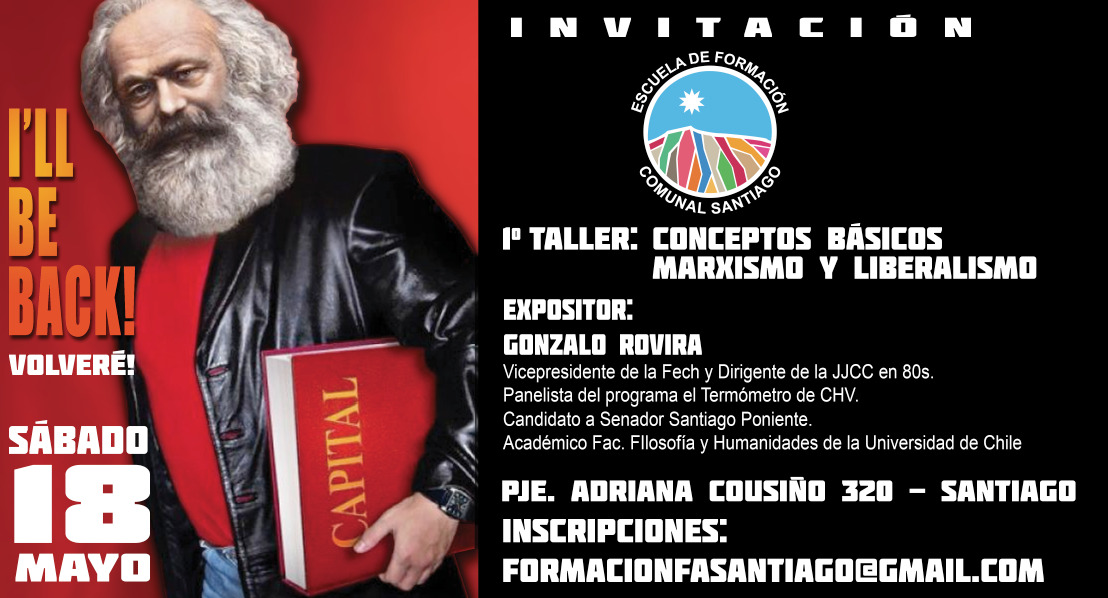 I'LL
BE
BACK!
VOLVERÉ!
SÁBADO
18
MAYO
CAPITAL
INVITACIÓN
ESCUELA DE FORMACIÓN
COMUNAL SANTIAGO
1º TALLER: CONCEPTOS BÁSICOS
MARXISMO Y LIBERALISMO
EXPOSITOR:
GONZALO ROVIRA
Vicepresidente de la Fech y Dirigente de la JJCC en 80s.
Panelista del programa el Termómetro de CHV.
Candidato a Senador Santiago Poniente.
Académico Fac. FIlosofía y Humanidades de la Universidad de Chile
PJE. ADRIANA COUSIÑO 320 – SANTIAGO
INSCRIPCIONES:
FORMACIONFASANTIAGO@GMAIL.COM